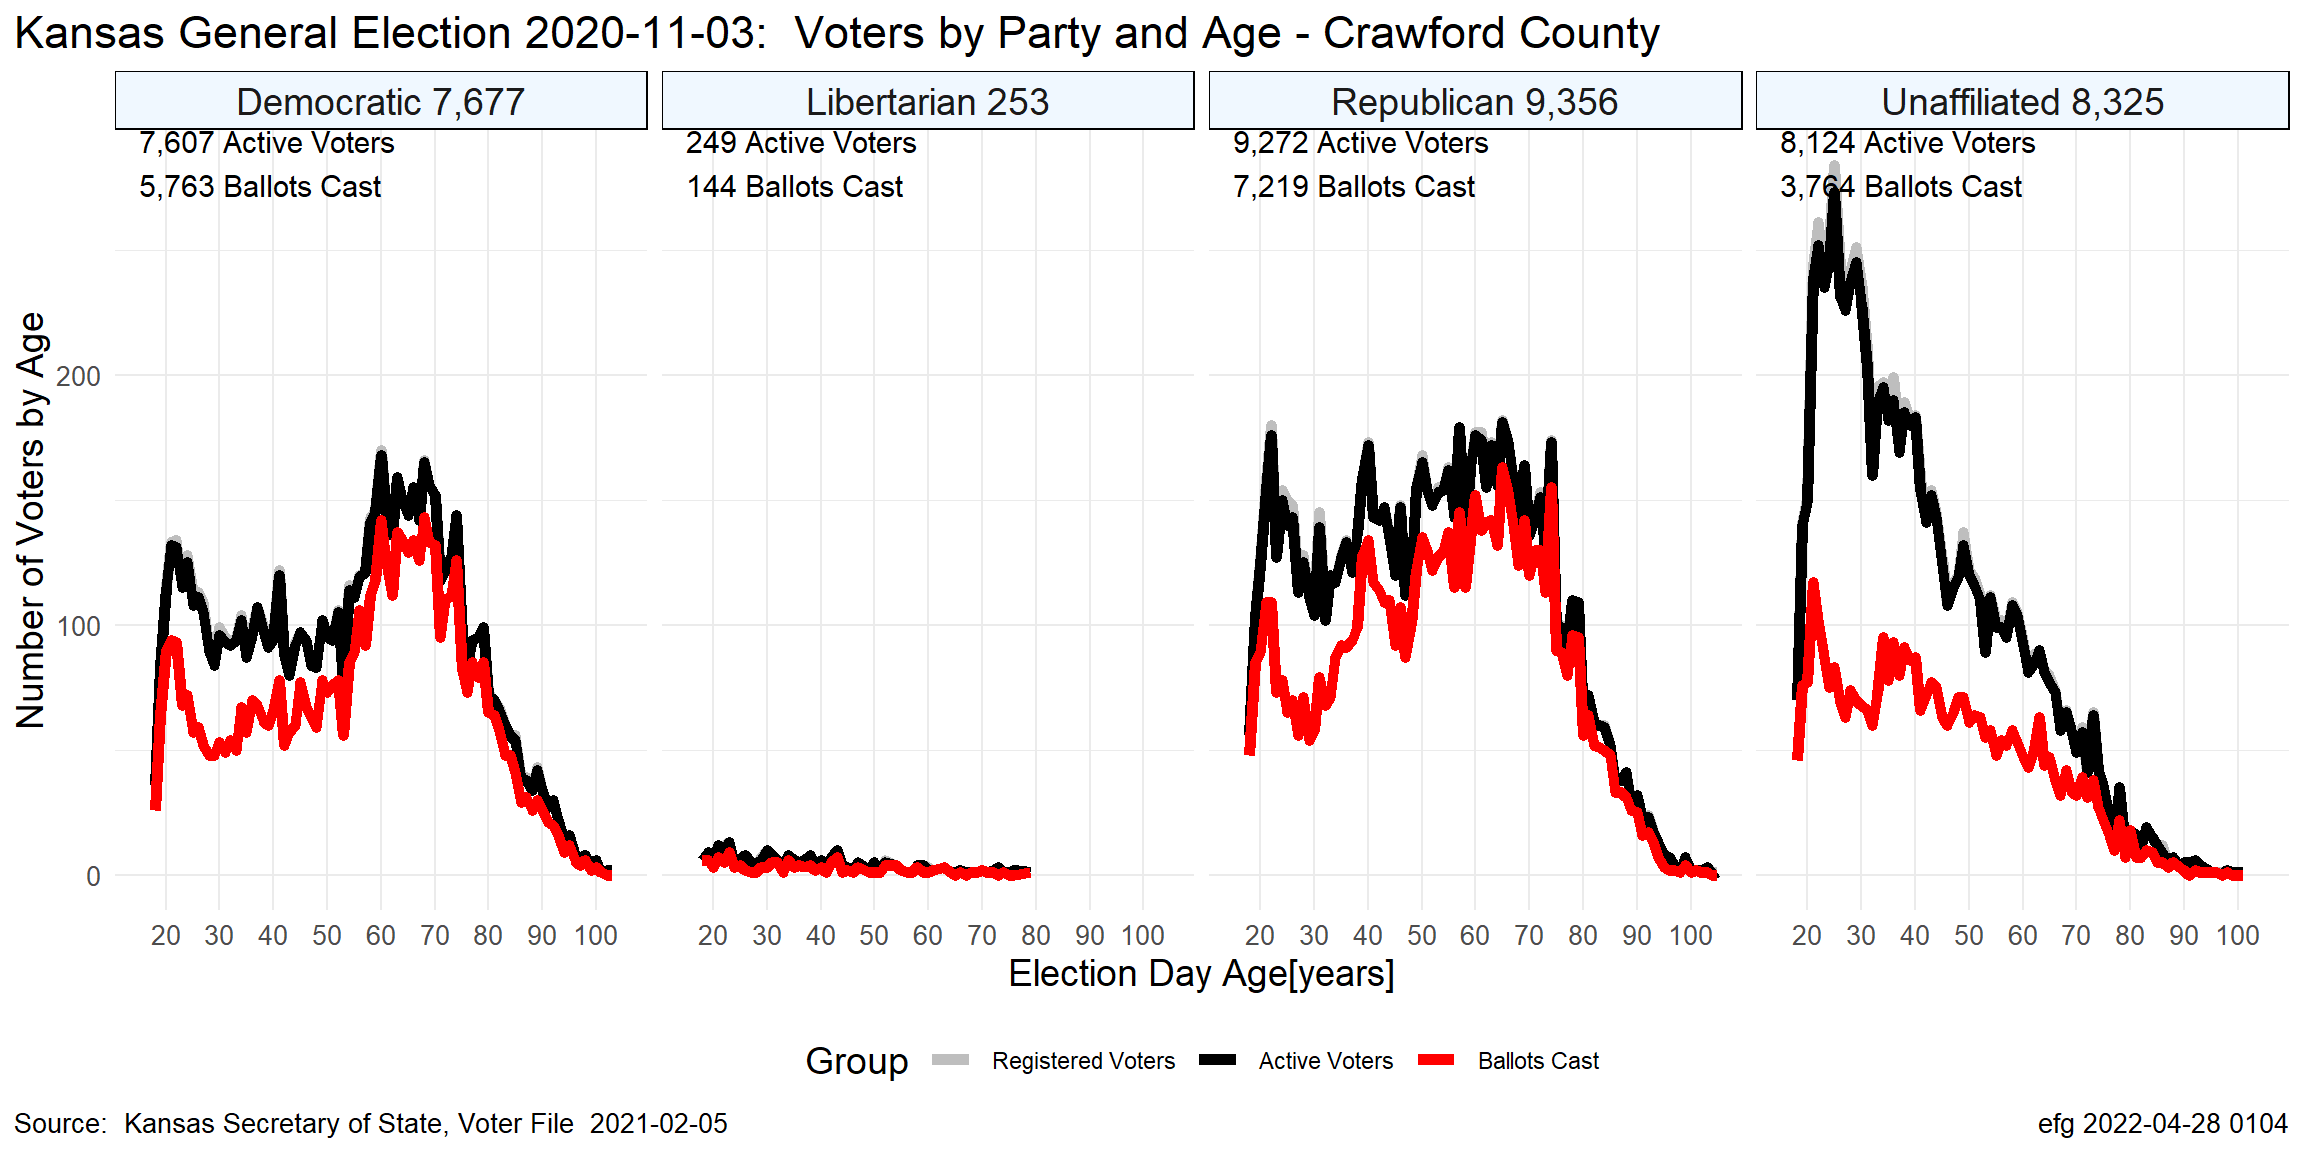 Kansas General Election 2020-11-03:  Voters by Party and Age - Crawford County
Democratic 7,677
Libertarian 253
Republican 9,356
Unaffiliated 8,325
7,607 Active Voters
5,763 Ballots Cast
249 Active Voters
144 Ballots Cast
9,272 Active Voters
7,219 Ballots Cast
8,124 Active Voters
3,764 Ballots Cast
Number of Voters by Age
200
100
0
20 30 40 50 60 70 80 90 100
20 30 40 50 60 70 80 90 100
20 30 40 50 60 70 80 90 100
20 30 40 50 60 70 80 90 100
Election Day Age[years]
Group Registered Voters Active Voters Ballots Cast
Source:  Kansas Secretary of State, Voter File  2021-02-05
efg 2022-04-28 0104